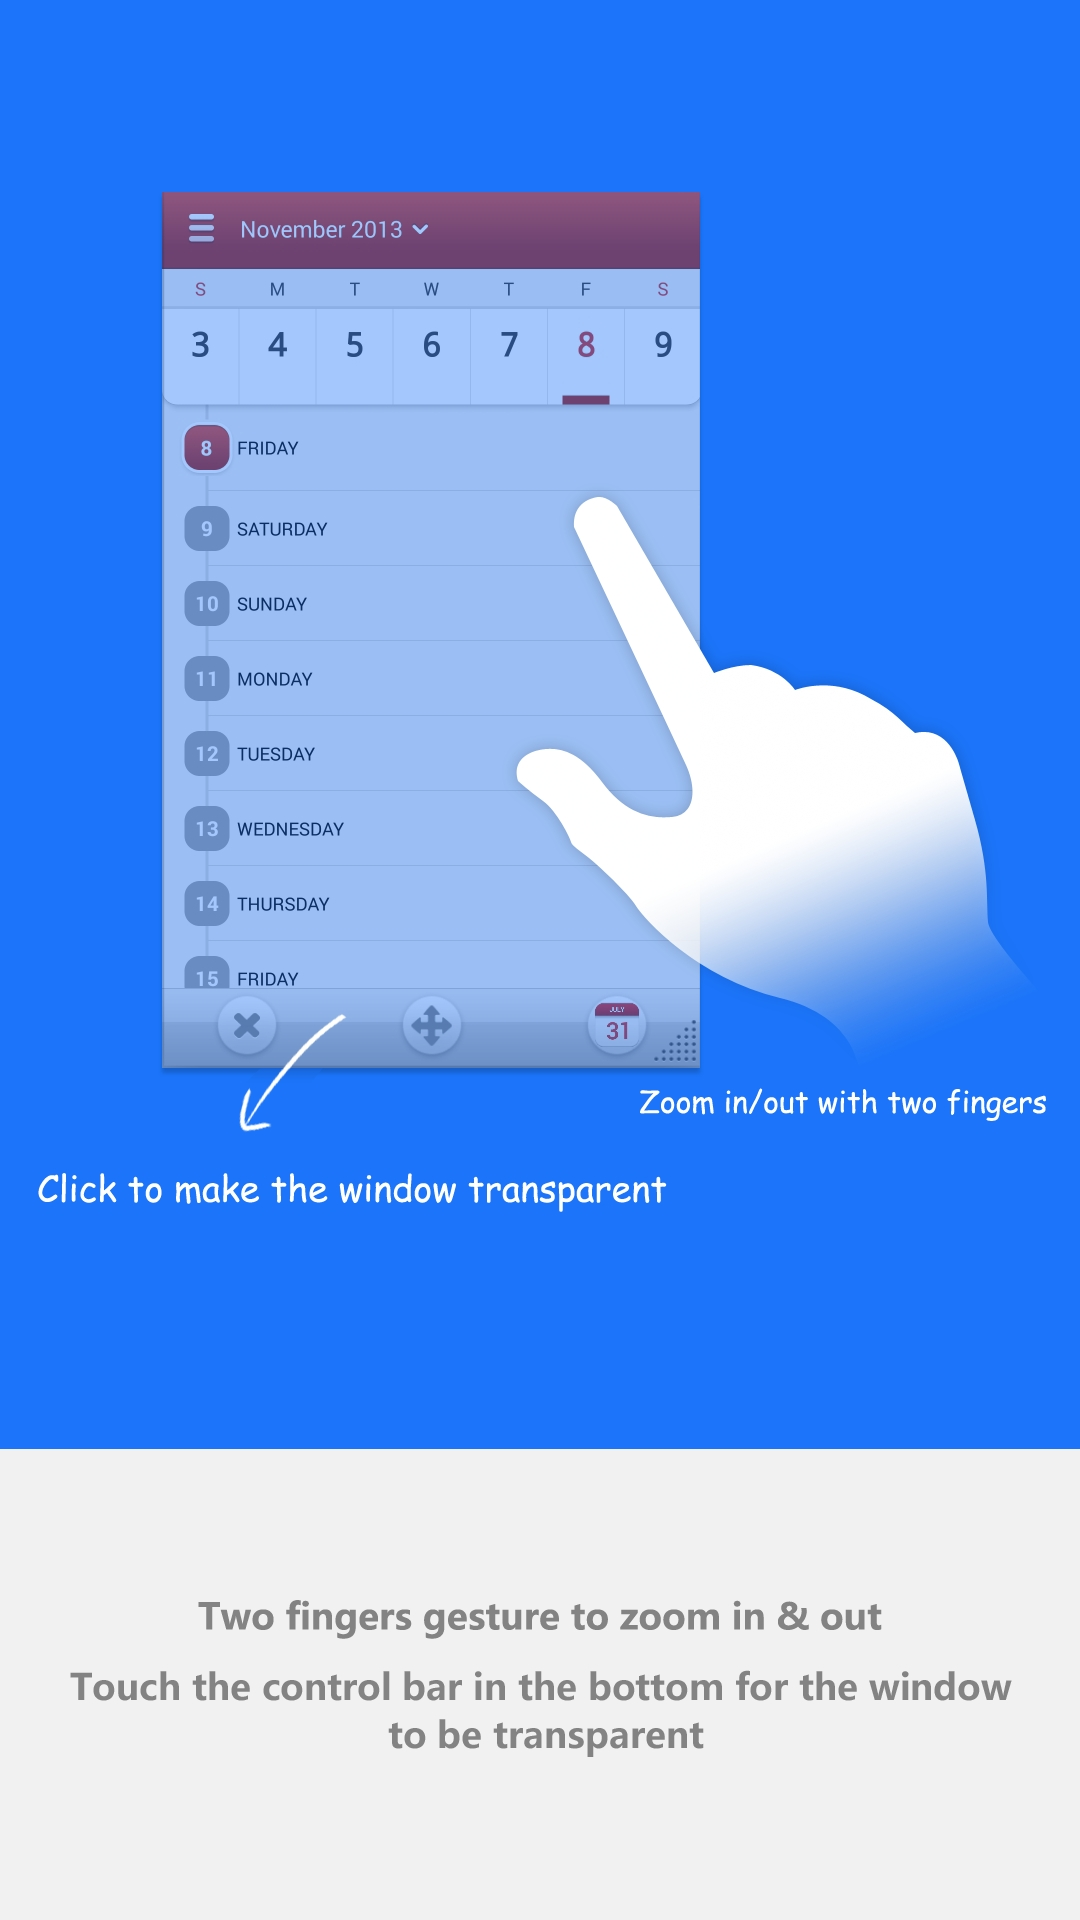 November 2013
S M T W T F S
3 4 5 6 7 8 9
8 FRIDAY
9 SATURDAY
10 SUNDAY
11 MONDAY
12 TUESDAY
13 WEDNESDAY
14 THURSDAY
15 FRIDAY
JULY
31
Zoom in/out with two fingers
Click to make the window transparent
Two fingers gesture to zoom in & out
Touch the control bar in the bottom for the window
to be transparent